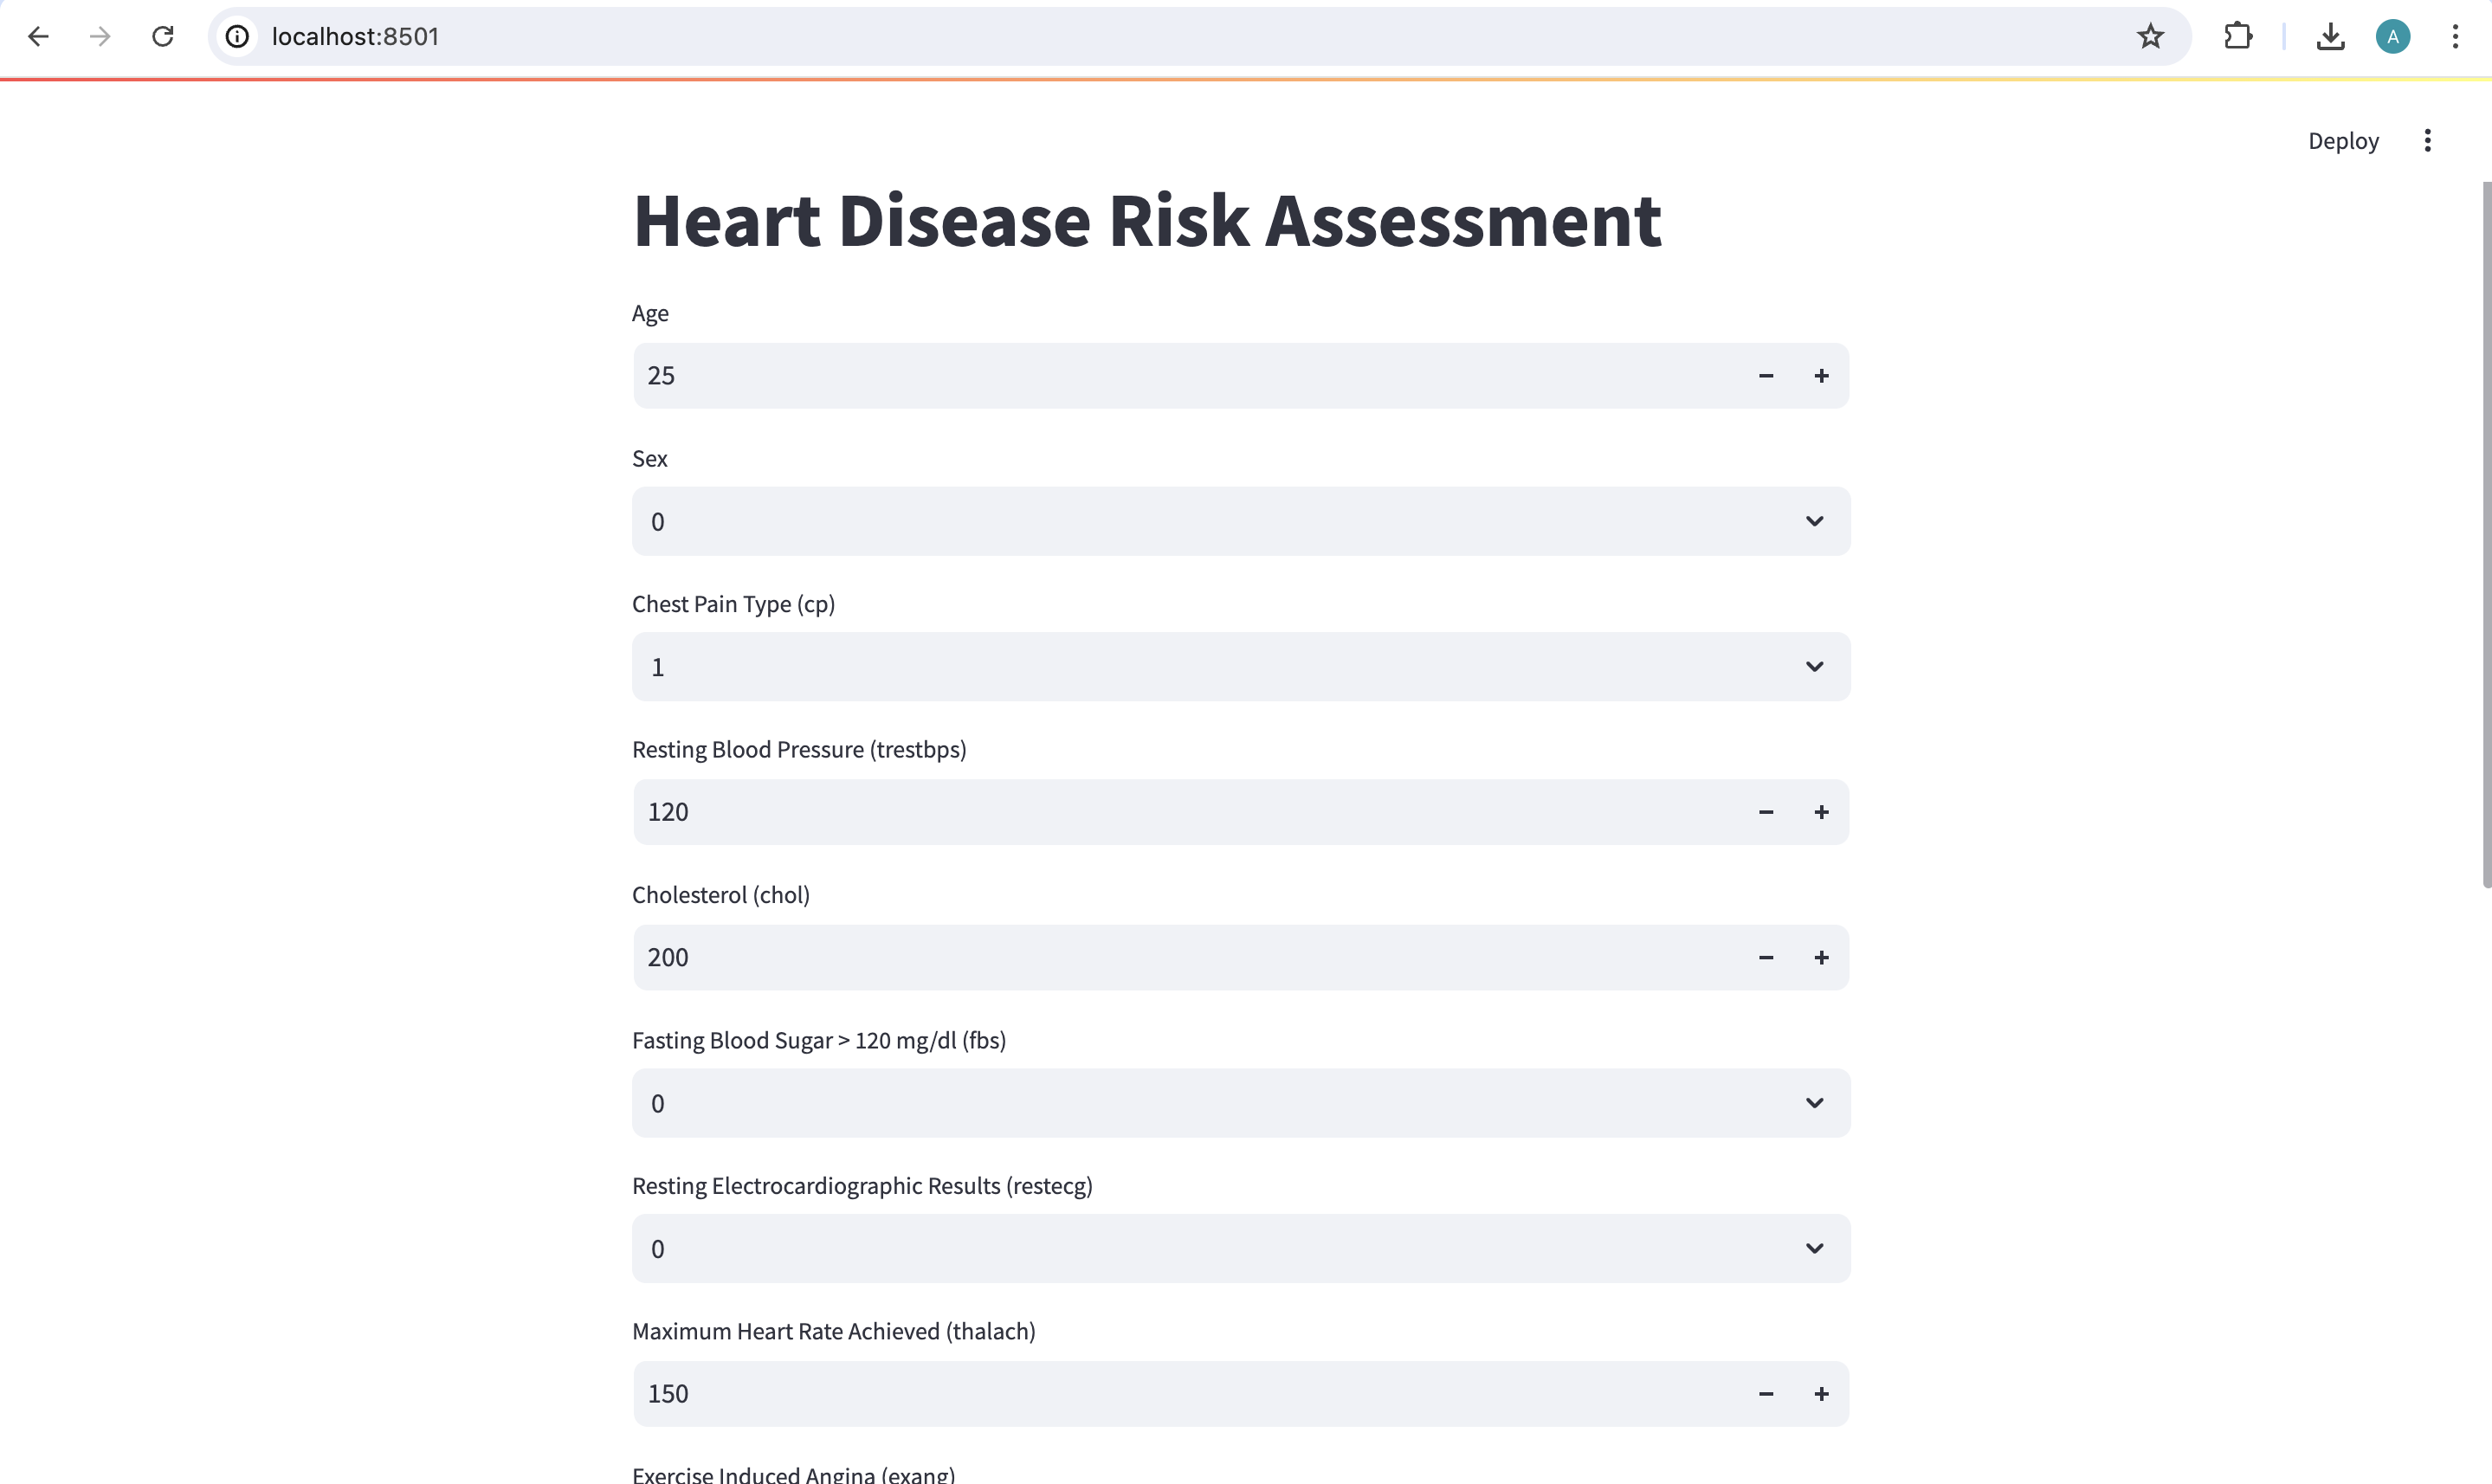 localhost:8501
A
Deploy
Heart Disease Risk Assessment
Age
25
Sex
0
Chest Pain Type (cp)
1
Resting Blood Pressure (trestbps)
120
Cholesterol (chol)
200
Fasting Blood Sugar > 120 mg/dl (fbs)
0
Resting Electrocardiographic Results (restecg)
0
Maximum Heart Rate Achieved (thalach)
150
Exercise Induced Angina (exang)